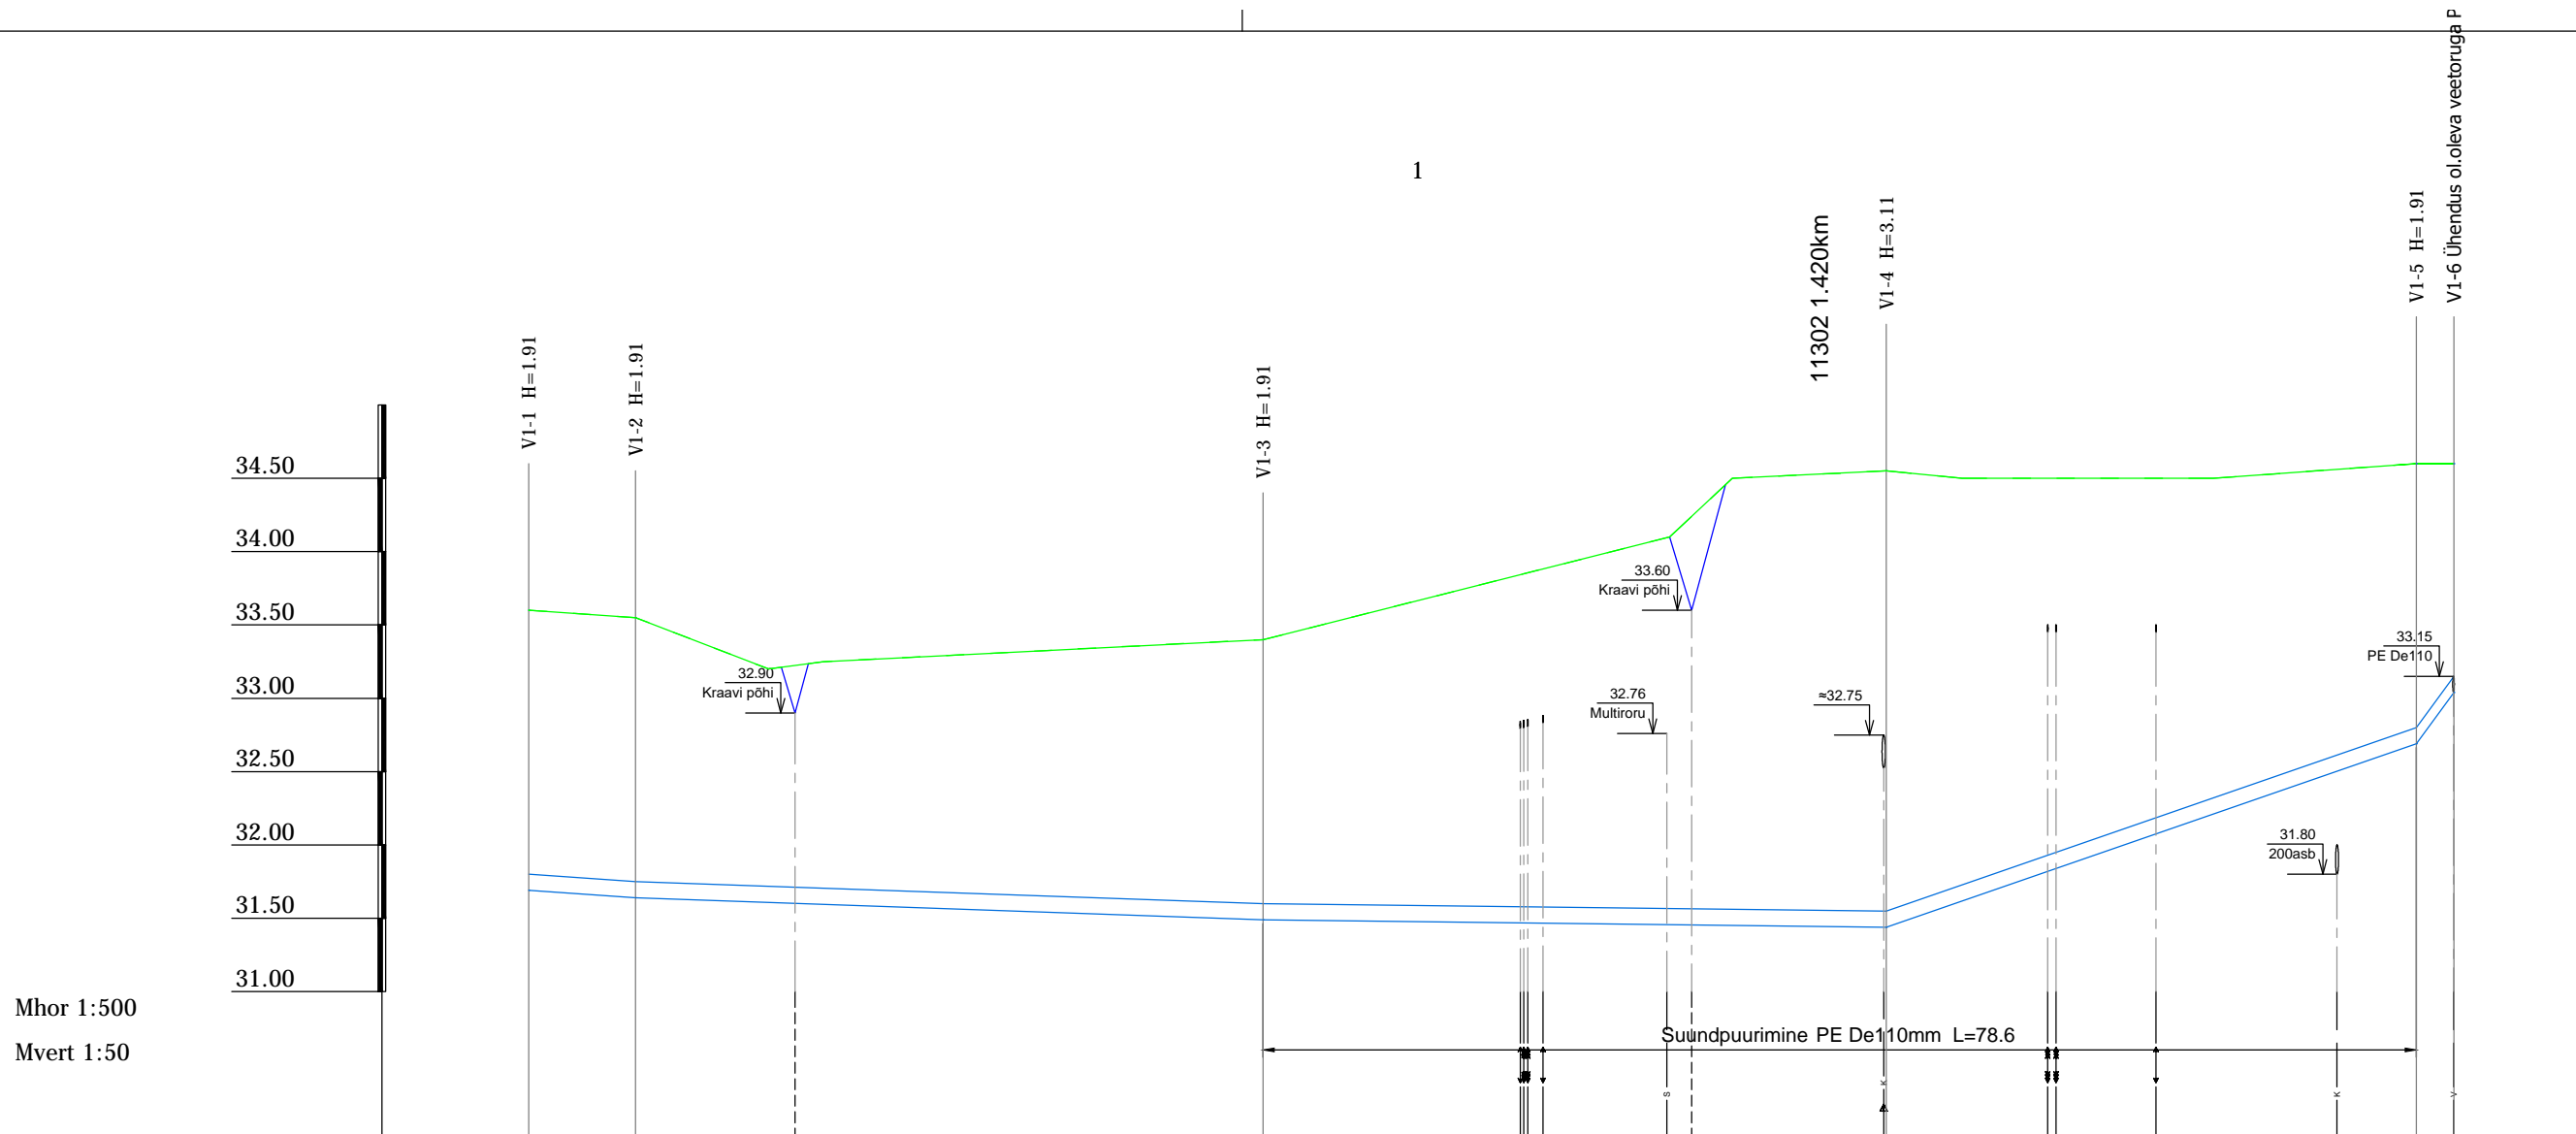 1
V1-1 H=1.91
V1-2 H=1.91
V1-3 H=1.91
11302 1.420km
V1-4 H=3.11
V1-5 H=1.91
V1-6 Ühendus ol.oleva veetoruga P
34.50
34.00
33.50
33.00
32.50
32.00
31.50
31.00
32.90
Kraavi põhi
33.60
Kraavi põhi
32.76
Multiroru
≈32.75
33.15
PE De110
31.80
200asb
Mhor 1:500
Mvert 1:50
Suundpuurimine PE De110mm L=78.6
S
K
K
V